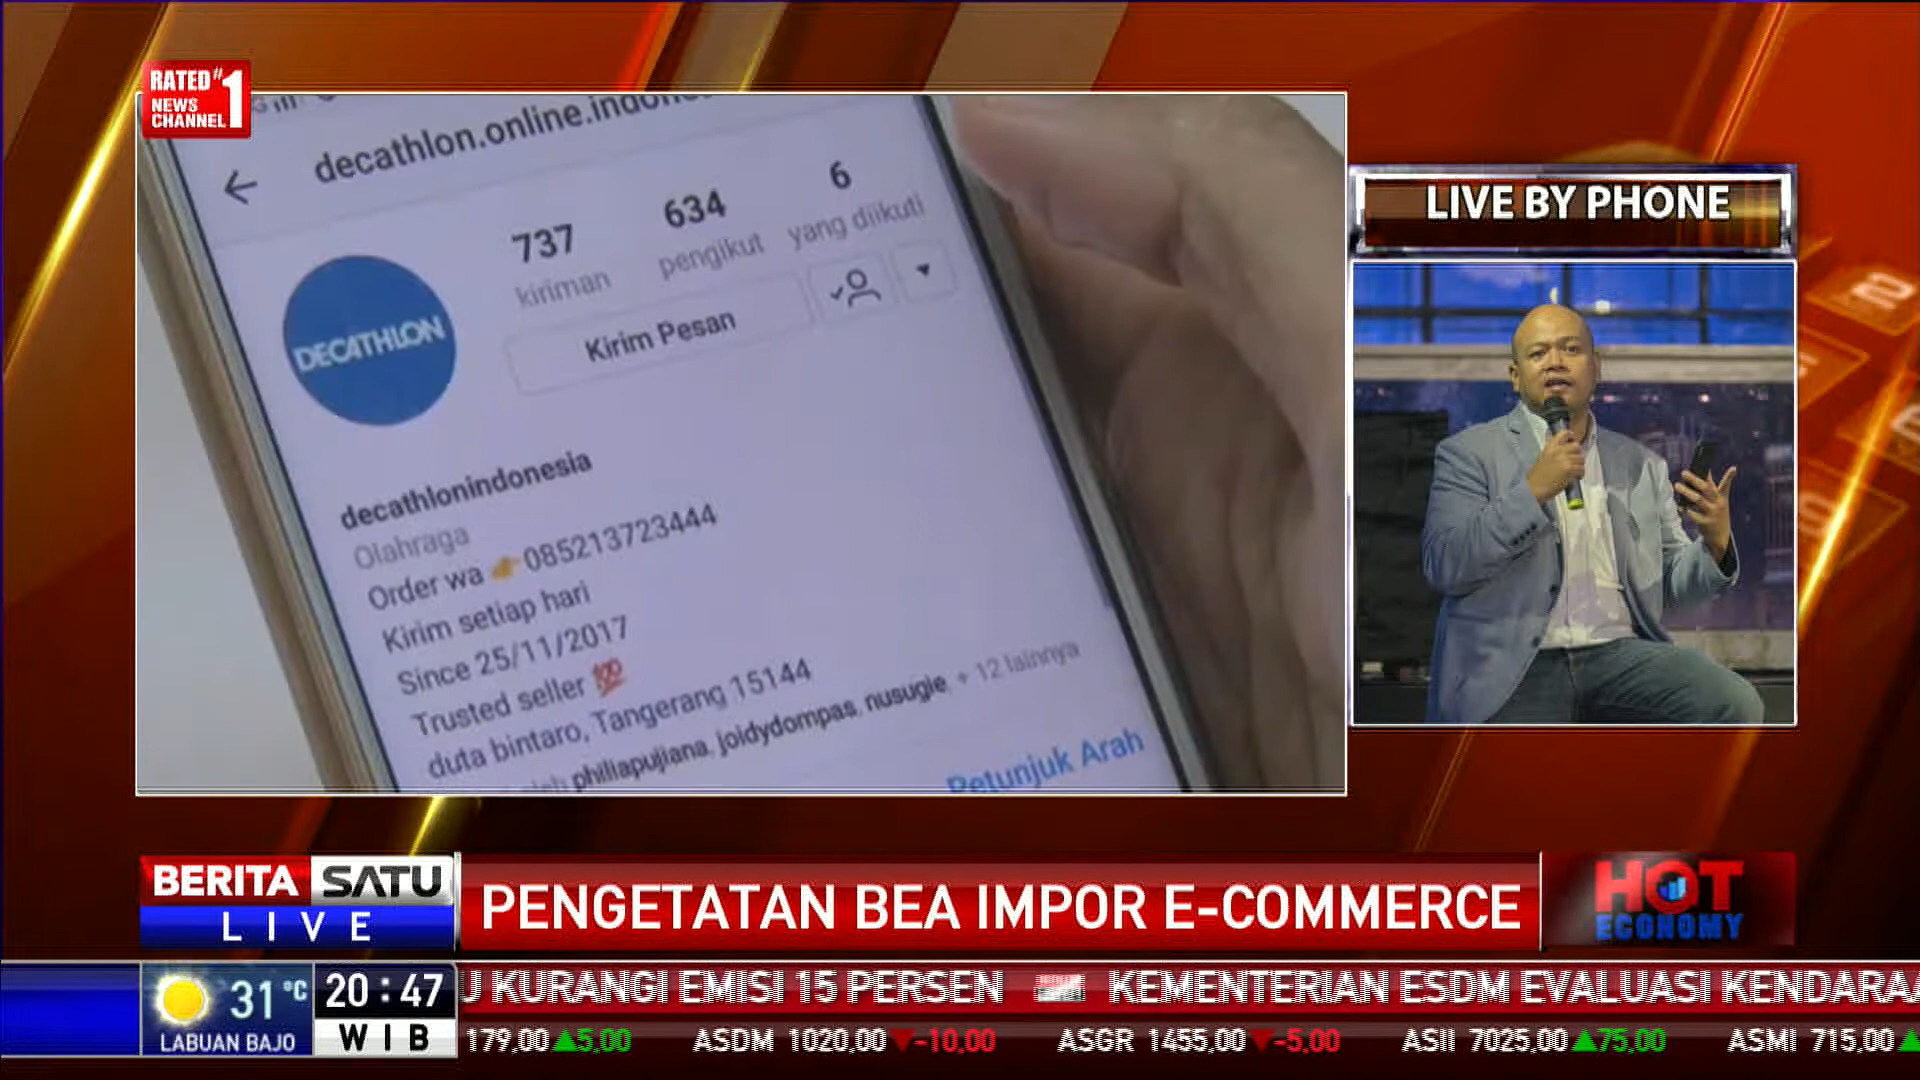 RATED #1
NEWS
CHANNEL
decathlon.online.indones
737
kiriman
634
pengikut
6
yang diikuti
Kirim Pesan
DECATHLON
decathlonindonesia
Olahraga
Order wa 👉085213723444
Kirim setiap hari
Since 25/11/2017
Trusted seller 💯
duta bintaro, Tangerang 15144
philiapujiana, joidydompas, nusugie, + 12 lainnya
Petunjuk Arah
LIVE BY PHONE
BERITA SATU
LIVE
PENGETATAN BEA IMPOR E-COMMERCE
HOT
ECONOMY
31°C
LABUAN BAJO
20:47
WIB
U KURANGI EMISI 15 PERSEN KEMENTERIAN ESDM EVALUASI KENDARAA
179,00▲5,00 ASDM 1020,00▼-10,00 ASGR 1455,00▼-5,00 ASII 7025,00▲75,00 ASMI 715,00▲